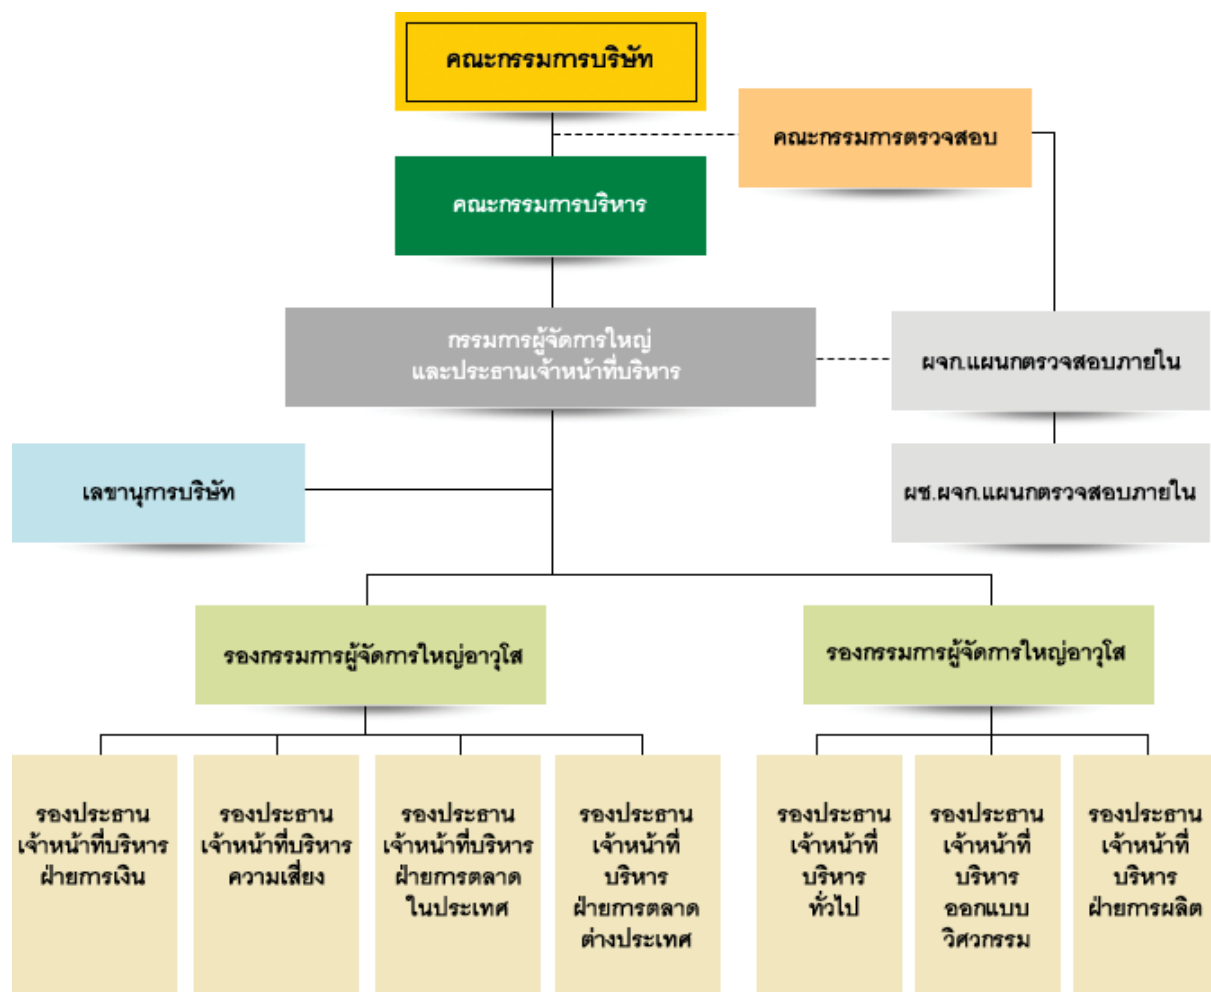 คณะกรรมการบริษัท
คณะกรรมการตรวจสอบ
คณะกรรมการบริหาร
กรรมการผู้จัดการใหญ่
และประธานเจ้าหน้าที่บริหาร
ผจก.แผนกตรวจสอบภายใน
เลขานุการบริษัท
ผช.ผจก.แผนกตรวจสอบภายใน
รองกรรมการผู้จัดการใหญ่อาวุโส
รองกรรมการผู้จัดการใหญ่อาวุโส
รองประธาน
เจ้าหน้าที่บริหาร
ฝ่ายการเงิน
รองประธาน
เจ้าหน้าที่บริหาร
ความเสี่ยง
รองประธาน
เจ้าหน้าที่บริหาร
ฝ่ายการตลาด
ในประเทศ
รองประธาน
เจ้าหน้าที่
บริหาร
ฝ่ายการตลาด
ต่างประเทศ
รองประธาน
เจ้าหน้าที่
บริหาร
ทั่วไป
รองประธาน
เจ้าหน้าที่
บริหาร
ออกแบบ
วิศวกรรม
รองประธาน
เจ้าหน้าที่
บริหาร
ฝ่ายการผลิต